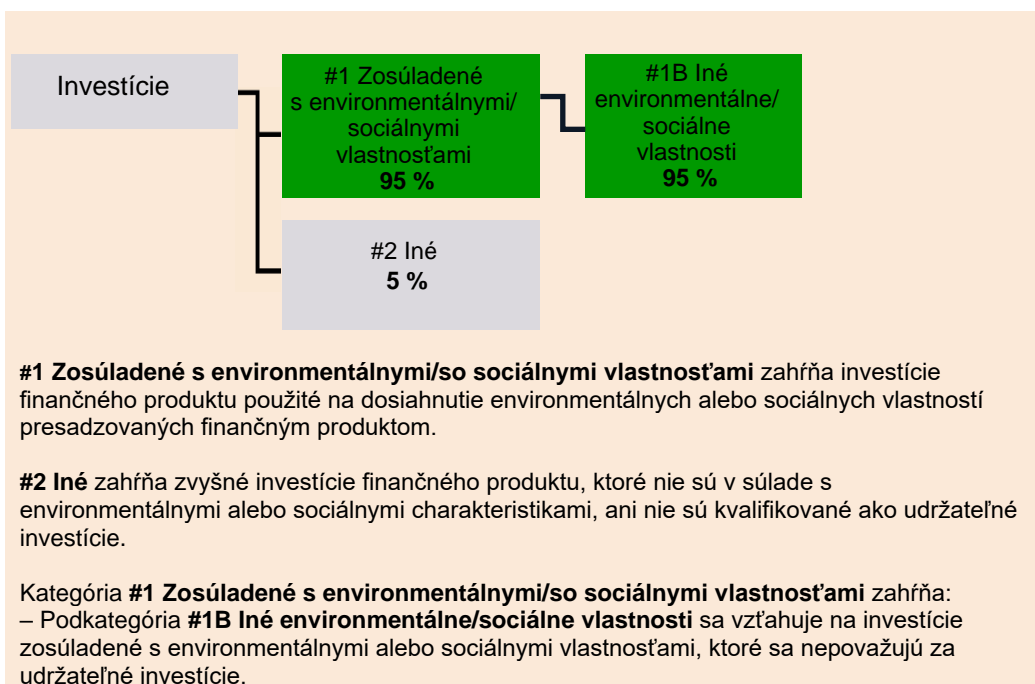 Investície
#1 Zosúladené
s environmentálnymi/
sociálnymi
vlastnosťami
95 %
#1B Iné
environmentálne/
sociálne
vlastnosti
95 %
#2 Iné
5 %
#1 Zosúladené s environmentálnymi/so sociálnymi vlastnosťami zahŕňa investície
finančného produktu použité na dosiahnutie environmentálnych alebo sociálnych vlastností
presadzovaných finančným produktom.
#2 Iné zahŕňa zvyšné investície finančného produktu, ktoré nie sú v súlade s
environmentálnymi alebo sociálnymi charakteristikami, ani nie sú kvalifikované ako udržateľné
investície.
Kategória #1 Zosúladené s environmentálnymi/so sociálnymi vlastnosťami zahŕňa:
– Podkategória #1B Iné environmentálne/sociálne vlastnosti sa vzťahuje na investície
zosúladené s environmentálnymi alebo sociálnymi vlastnosťami, ktoré sa nepovažujú za
udržateľné investície.